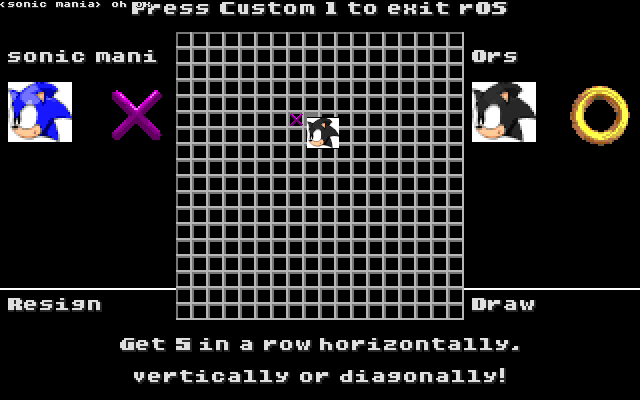 <sonic mania> oh ok
Press Custom 1 to exit rOS
sonic mani
Ors
Resign
Draw
Get 5 in a row horizontally,
vertically or diagonally!